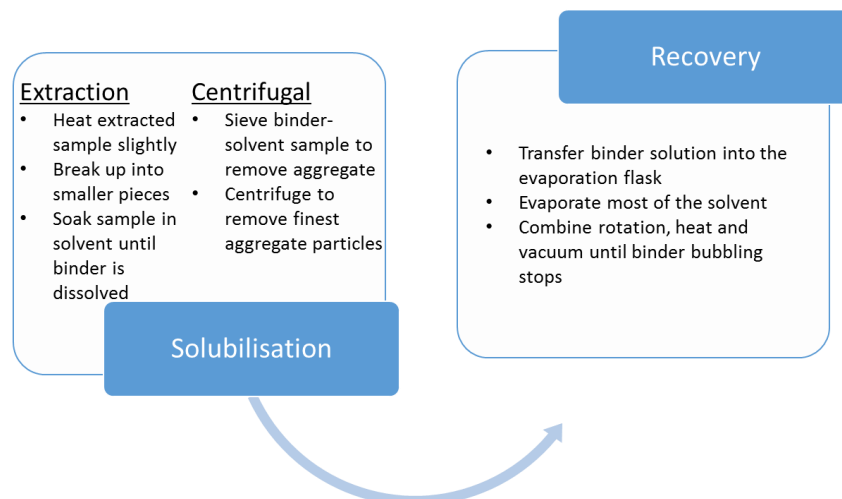 Extraction
• Heat extracted
sample slightly
• Break up into
smaller pieces
• Soak sample in
solvent until
binder is
dissolved
Centrifugal
• Sieve binder-
solvent sample to
remove aggregate
• Centrifuge to
remove finest
aggregate particles
Solubilisation
Recovery
• Transfer binder solution into the
evaporation flask
• Evaporate most of the solvent
• Combine rotation, heat and
vacuum until binder bubbling
stops